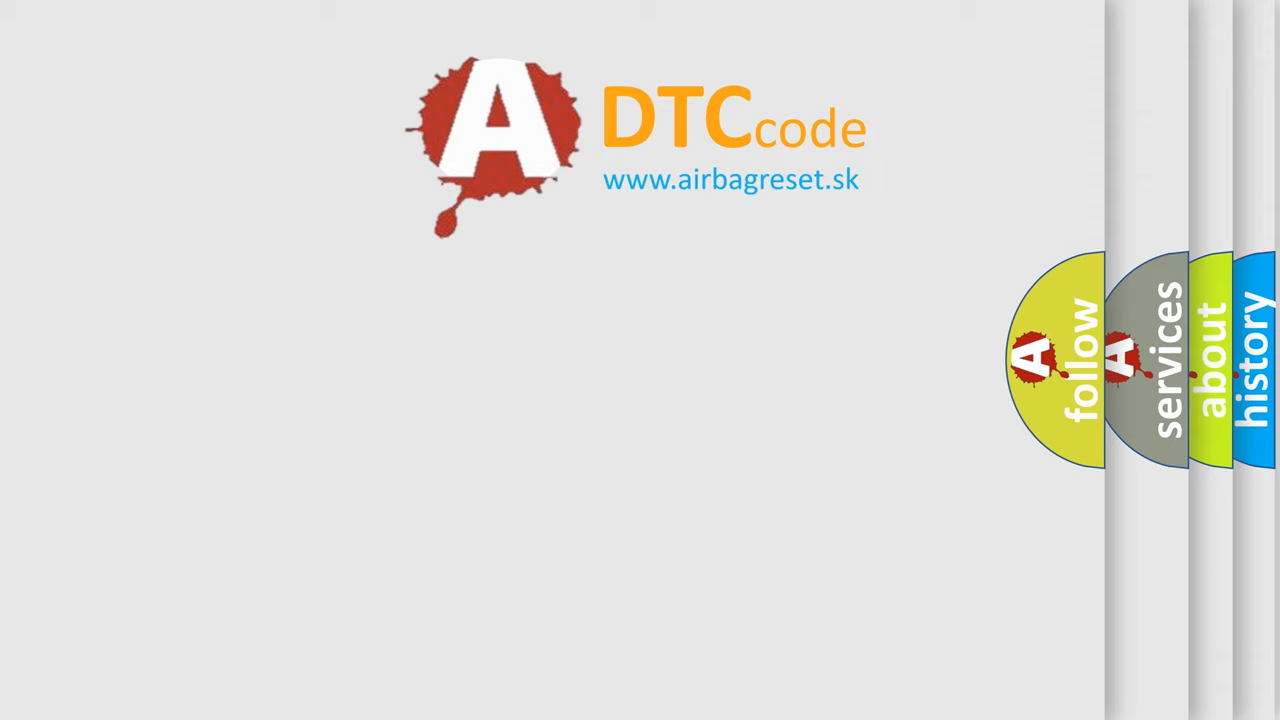 A DTCcode
www.airbagreset.sk
A follow
A services
about
history